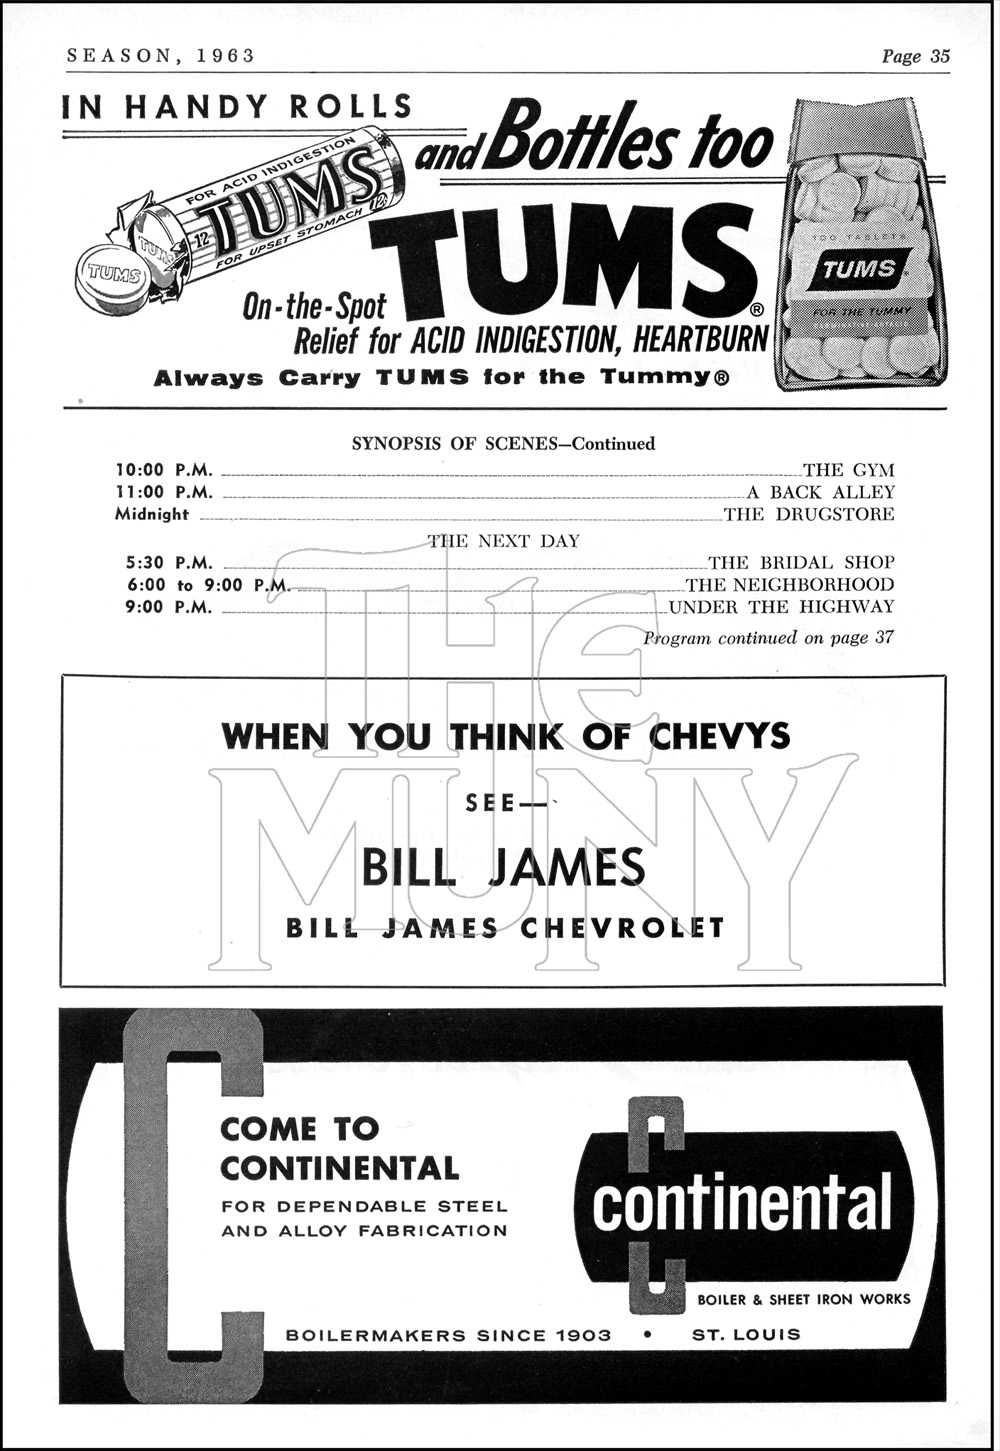 SEASON, 1963 Page 35
IN HANDY ROLLS
and Bottles too
FOR ACID INDIGESTION
12 TUMS 12¢
FOR UPSET STOMACH
TUMS
TUMS
TUMS®
100 TABLETS
TUMS®
FOR THE TUMMY
CARMINATIVE-ANTACID
On-the-Spot
Relief for ACID INDIGESTION, HEARTBURN
Always Carry TUMS for the Tummy®
SYNOPSIS OF SCENES—Continued
10:00 P.M. THE GYM
11:00 P.M. A BACK ALLEY
Midnight THE DRUGSTORE
THE NEXT DAY
5:30 P.M. THE BRIDAL SHOP
6:00 to 9:00 P.M. THE NEIGHBORHOOD
9:00 P.M. UNDER THE HIGHWAY
Program continued on page 37
THE
MUNY
WHEN YOU THINK OF CHEVYS
SEE—
BILL JAMES
BILL JAMES CHEVROLET
COME TO
CONTINENTAL
FOR DEPENDABLE STEEL
AND ALLOY FABRICATION
continental
BOILER & SHEET IRON WORKS
BOILERMAKERS SINCE 1903 • ST. LOUIS